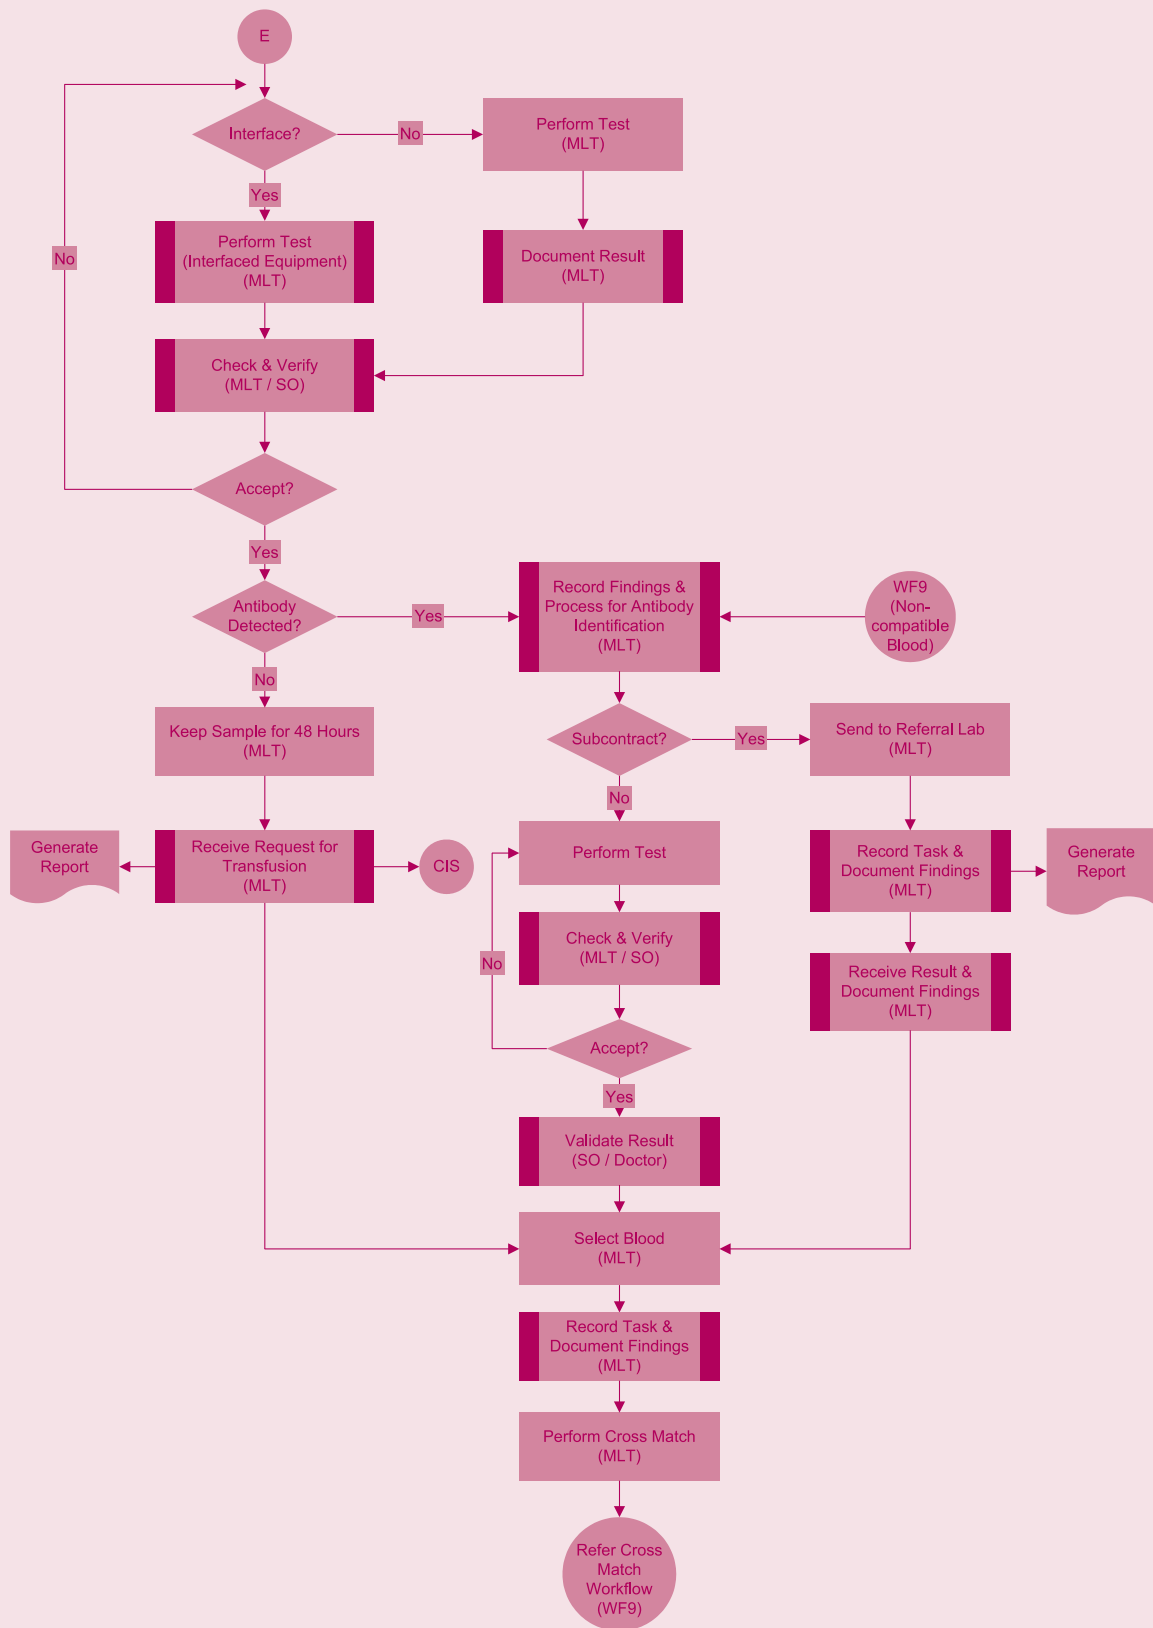 E
Interface?
No
Perform Test
(MLT)
Yes
Perform Test
(Interfaced Equipment)
(MLT)
No
Document Result
(MLT)
Check & Verify
(MLT / SO)
Accept?
Yes
Antibody
Detected?
Yes
Record Findings &
Process for Antibody
Identification
(MLT)
WF9
(Non-
compatible
Blood)
No
Keep Sample for 48 Hours
(MLT)
Subcontract?
Yes
Send to Referral Lab
(MLT)
No
Generate
Report
Receive Request for
Transfusion
(MLT)
CIS
Perform Test
Record Task &
Document Findings
(MLT)
Generate
Report
No
Check & Verify
(MLT / SO)
Receive Result &
Document Findings
(MLT)
Accept?
Yes
Validate Result
(SO / Doctor)
Select Blood
(MLT)
Record Task &
Document Findings
(MLT)
Perform Cross Match
(MLT)
Refer Cross
Match
Workflow
(WF9)